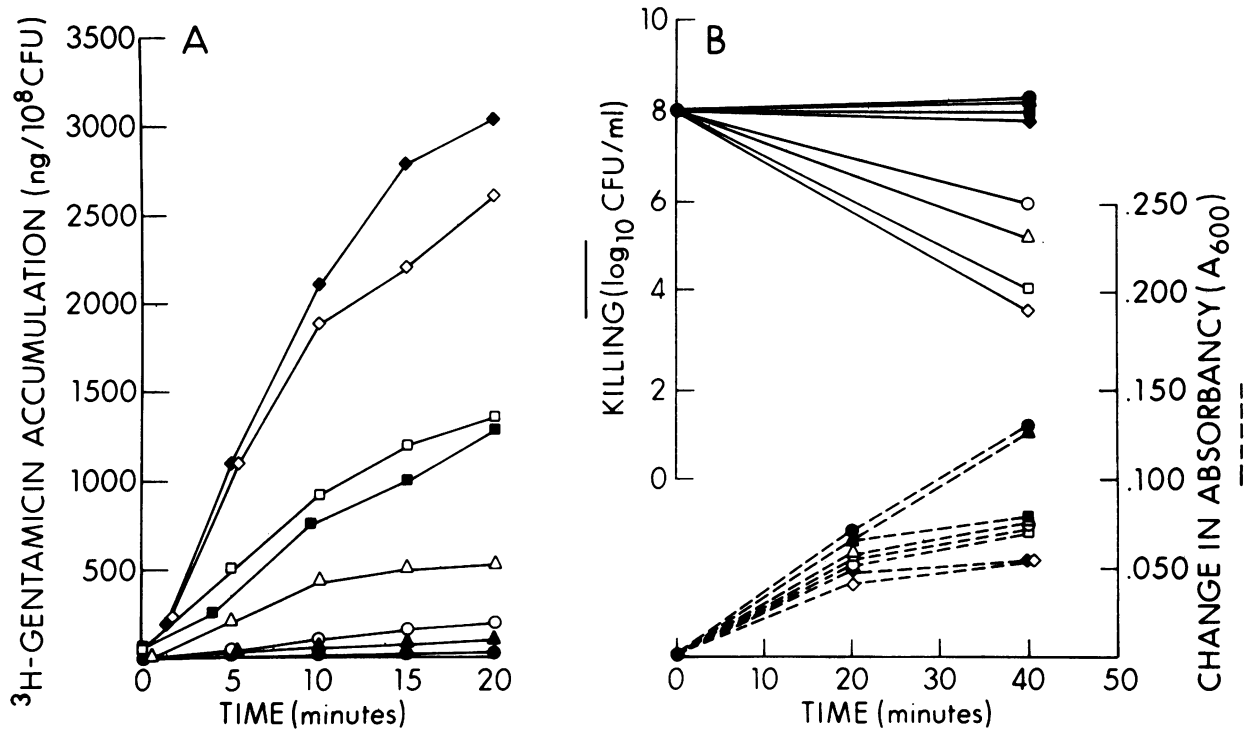 A
³H-GENTAMICIN ACCUMULATION (ng/10⁸CFU)
3500
3000
2500
2000
1500
1000
500
0 5 10 15 20
TIME (minutes)
B
KILLING (log₁₀ CFU/ml)
10
8
6
4
2
0
.250
.200
.150
.100
.050
CHANGE IN ABSORBANCY (A₆₀₀)
0 10 20 30 40 50
TIME (minutes)